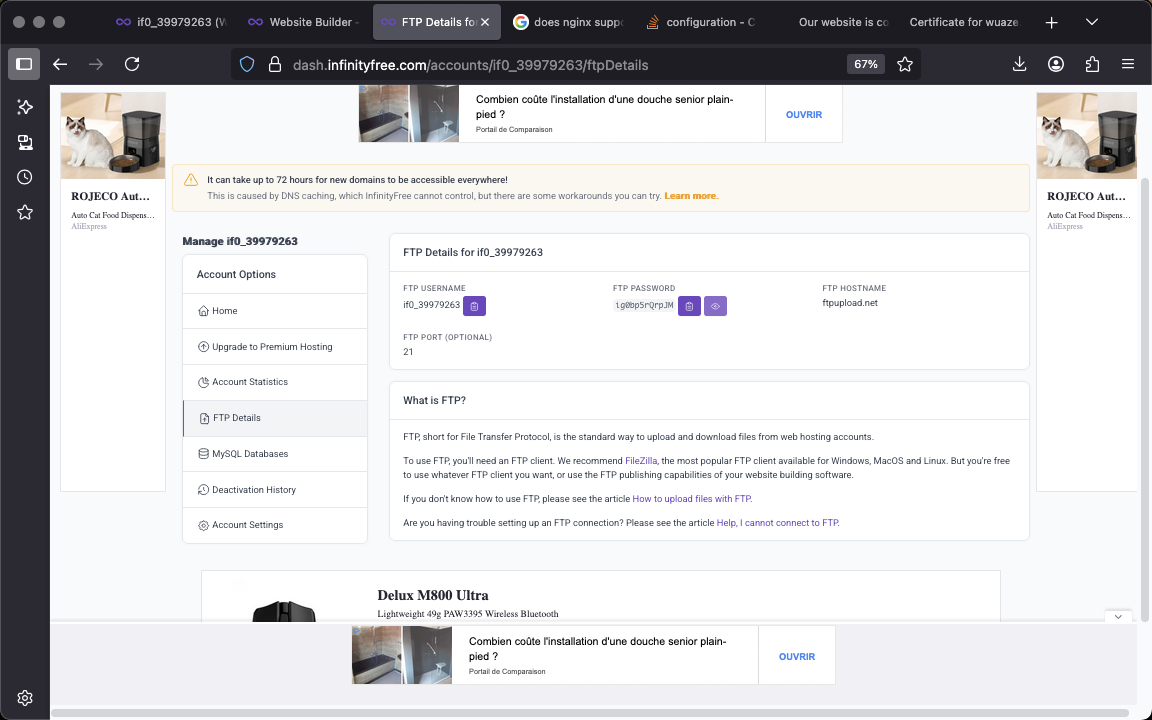 if0_39979263 (W
Website Builder -
FTP Details fo
does nginx suppo
configuration - C
Our website is co
Certificate for wuaze.
dash.infinityfree.com/accounts/if0_39979263/ftpDetails
67%
Combien coûte l'installation d'une douche senior plain-
pied ?
Portail de Comparaison
OUVRIR
ROJECO Aut...
Auto Cat Food Dispens...
AliExpress
ROJECO Aut...
Auto Cat Food Dispens...
AliExpress
It can take up to 72 hours for new domains to be accessible everywhere!
This is caused by DNS caching, which InfinityFree cannot control, but there are some workarounds you can try. Learn more.
Manage if0_39979263
Account Options
Home
Upgrade to Premium Hosting
Account Statistics
FTP Details
MySQL Databases
Deactivation History
Account Settings
FTP Details for if0_39979263
FTP USERNAME
if0_39979263
FTP PASSWORD
ig0bp5rQrpJM
FTP HOSTNAME
ftpupload.net
FTP PORT (OPTIONAL)
21
What is FTP?
FTP, short for File Transfer Protocol, is the standard way to upload and download files from web hosting accounts.
To use FTP, you'll need an FTP client. We recommend FileZilla, the most popular FTP client available for Windows, MacOS and Linux. But you're free
to use whatever FTP client you want, or use the FTP publishing capabilities of your website building software.
If you don't know how to use FTP, please see the article How to upload files with FTP.
Are you having trouble setting up an FTP connection? Please see the article Help, I cannot connect to FTP.
Delux M800 Ultra
Lightweight 49g PAW3395 Wireless Bluetooth
Combien coûte l'installation d'une douche senior plain-
pied ?
Portail de Comparaison
OUVRIR